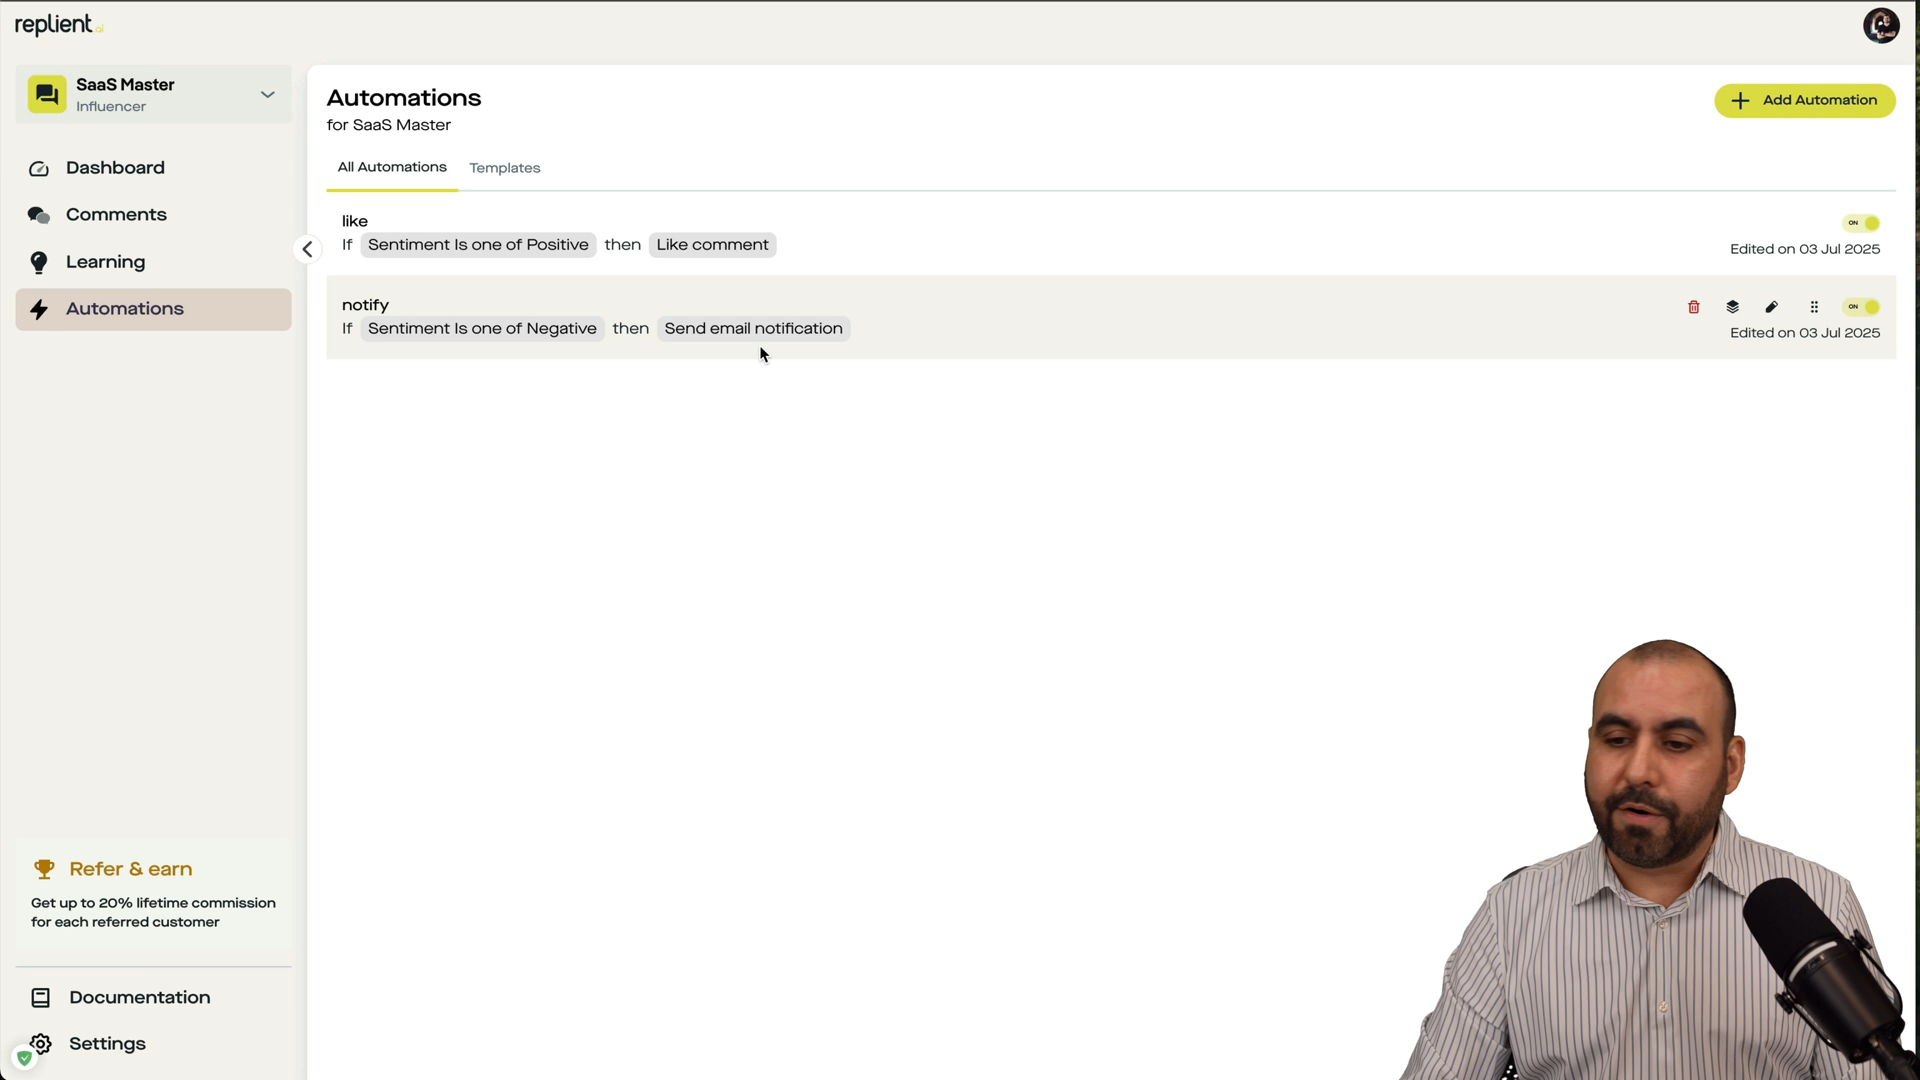 replient.ai
SaaS Master
Influencer
Dashboard
Comments
Learning
Automations
Refer & earn
Get up to 20% lifetime commission
for each referred customer
Documentation
Settings
Automations
for SaaS Master
Add Automation
All Automations
Templates
like
ON
If Sentiment Is one of Positive then Like comment
Edited on 03 Jul 2025
notify
ON
If Sentiment Is one of Negative then Send email notification
Edited on 03 Jul 2025